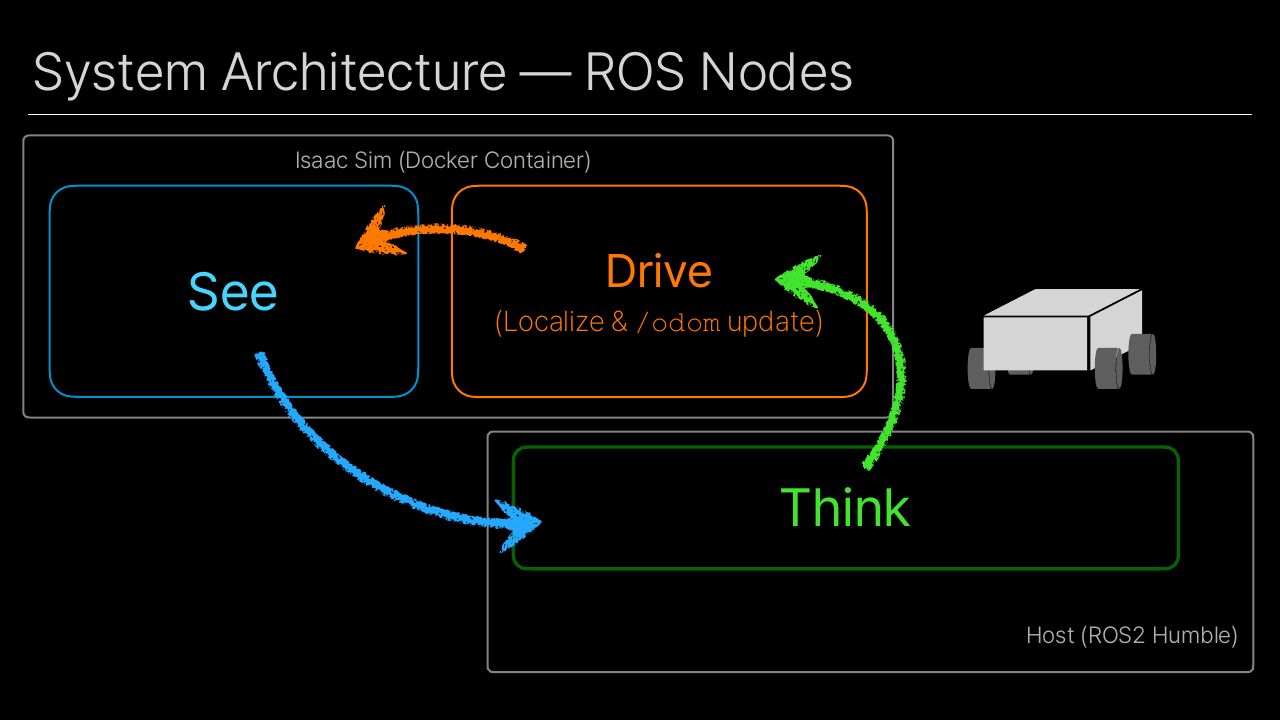 System Architecture — ROS Nodes
Isaac Sim (Docker Container)
See
Drive
(Localize & /odom update)
Think
Host (ROS2 Humble)